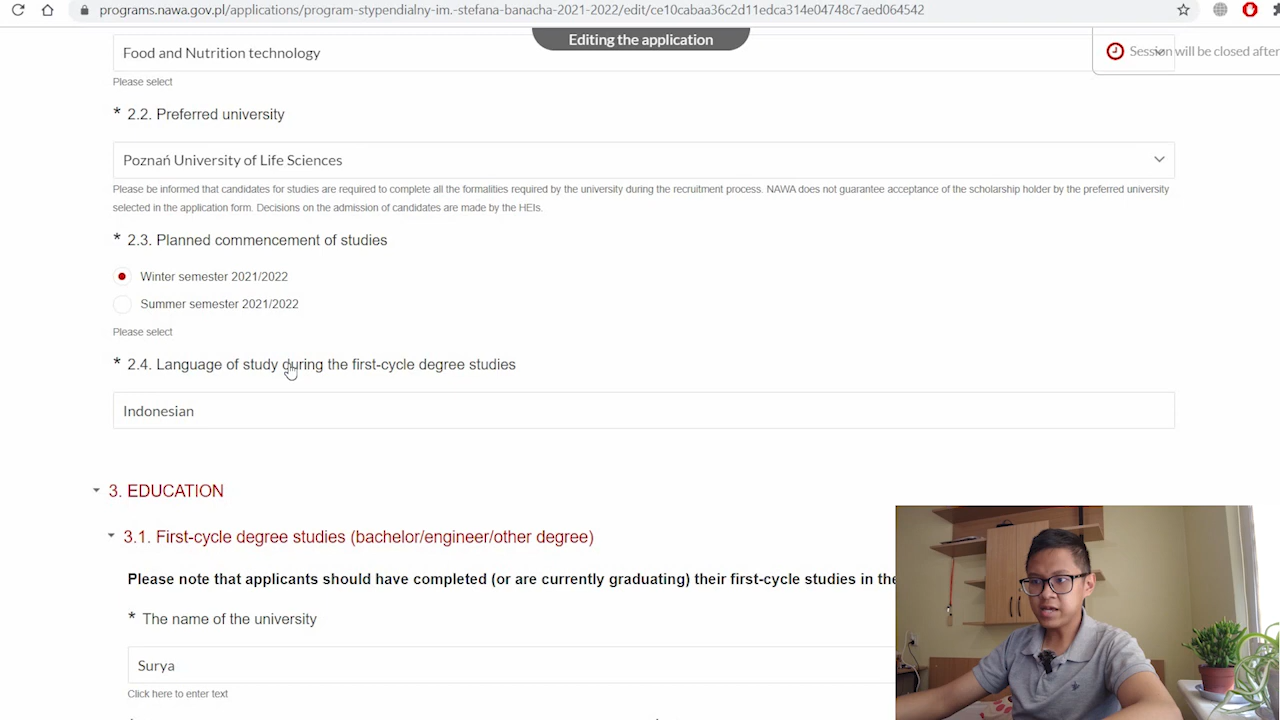 programs.nawa.gov.pl/applications/program-stypendialny-im.-stefana-banacha-2021-2022/edit/ce10cabaa36c2d11edca314e04748c7aed064542
Editing the application
Session will be closed after
Food and Nutrition technology
Please select
* 2.2. Preferred university
Poznań University of Life Sciences
Please be informed that candidates for studies are required to complete all the formalities required by the university during the recruitment process. NAWA does not guarantee acceptance of the scholarship holder by the preferred university
selected in the application form. Decisions on the admission of candidates are made by the HEIs.
* 2.3. Planned commencement of studies
Winter semester 2021/2022
Summer semester 2021/2022
Please select
* 2.4. Language of study during the first-cycle degree studies
Indonesian
3. EDUCATION
3.1. First-cycle degree studies (bachelor/engineer/other degree)
Please note that applicants should have completed (or are currently graduating) their first-cycle studies in the
* The name of the university
Surya
Click here to enter text